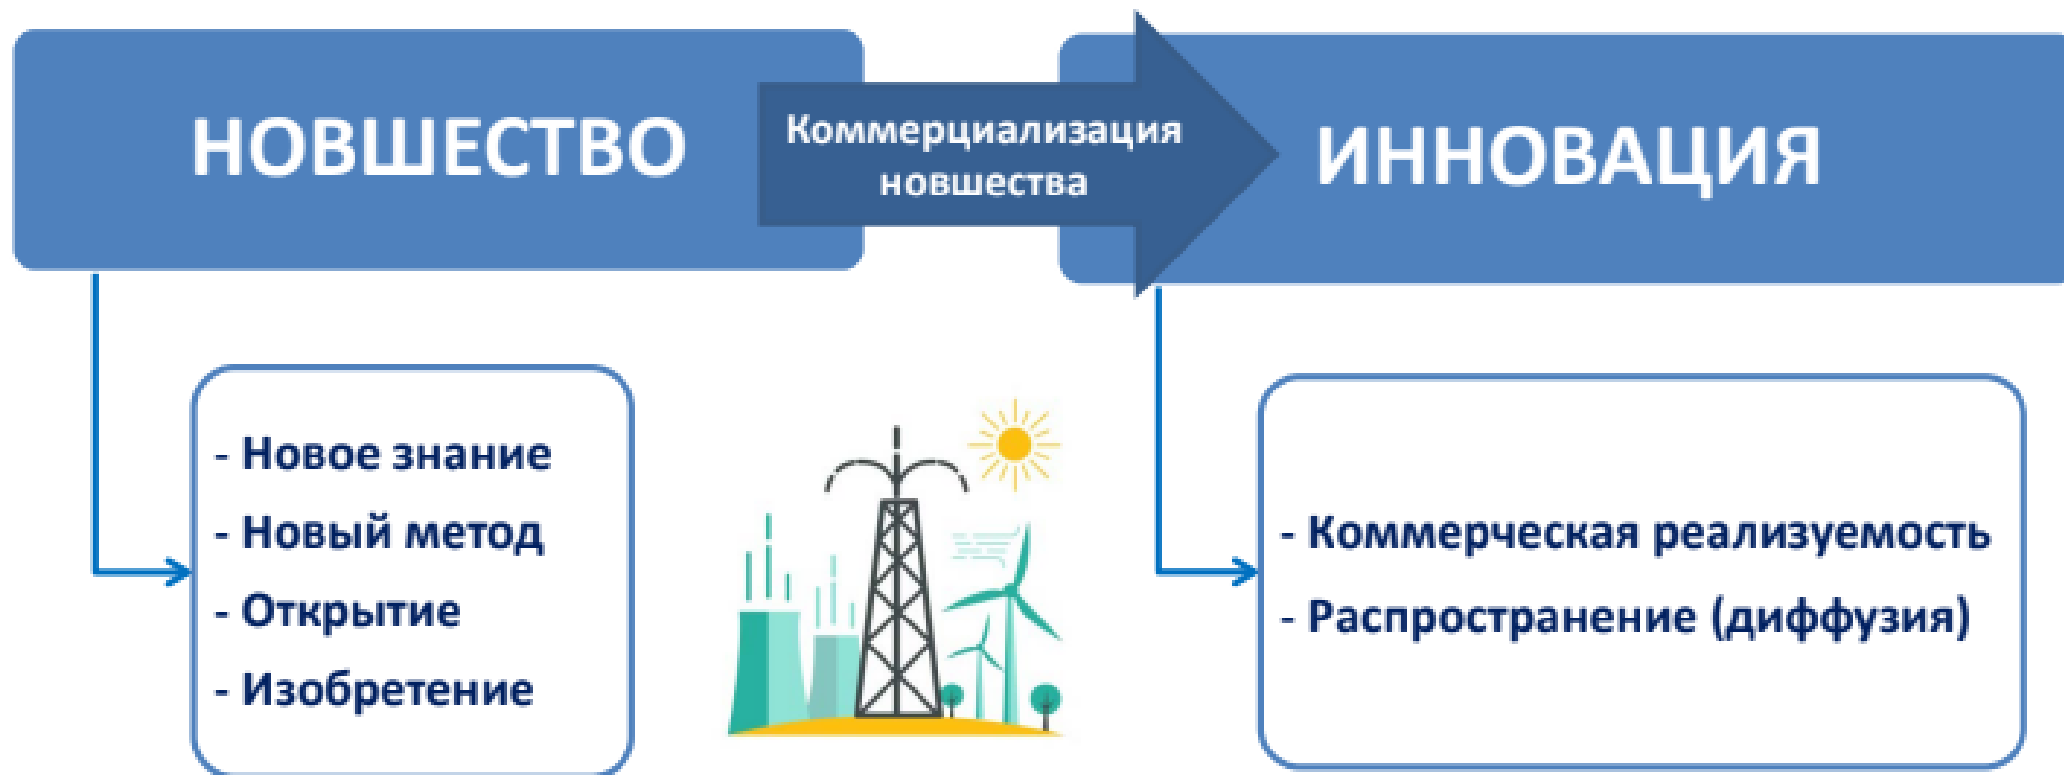 НОВШЕСТВО
Коммерциализация
новшества
ИННОВАЦИЯ
- Новое знание
- Новый метод
- Открытие
- Изобретение
- Коммерческая реализуемость
- Распространение (диффузия)